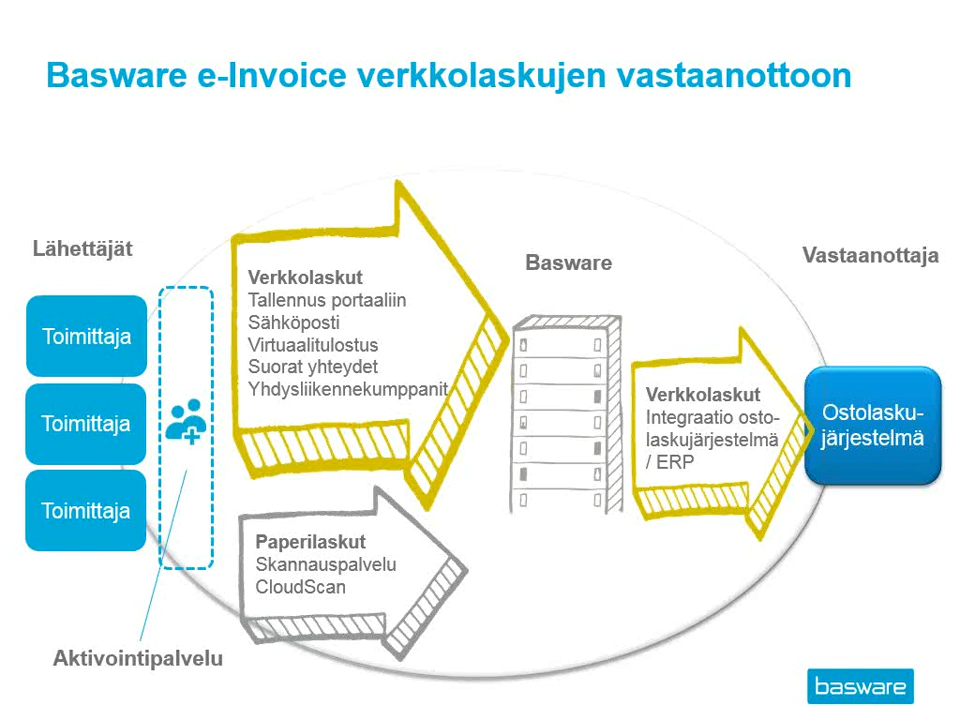 Basware e-Invoice verkkolaskujen vastaanottoon
Lähettäjät
Toimittaja
Toimittaja
Toimittaja
Aktivointipalvelu
Verkkolaskut
Tallennus portaaliin
Sähköposti
Virtuaalitulostus
Suorat yhteydet
Yhdysliikennekumppanit
Paperilaskut
Skannauspalvelu
CloudScan
Basware
Verkkolaskut
Integraatio osto-
laskujärjestelmä
/ ERP
Vastaanottaja
Ostolasku-
järjestelmä
basware